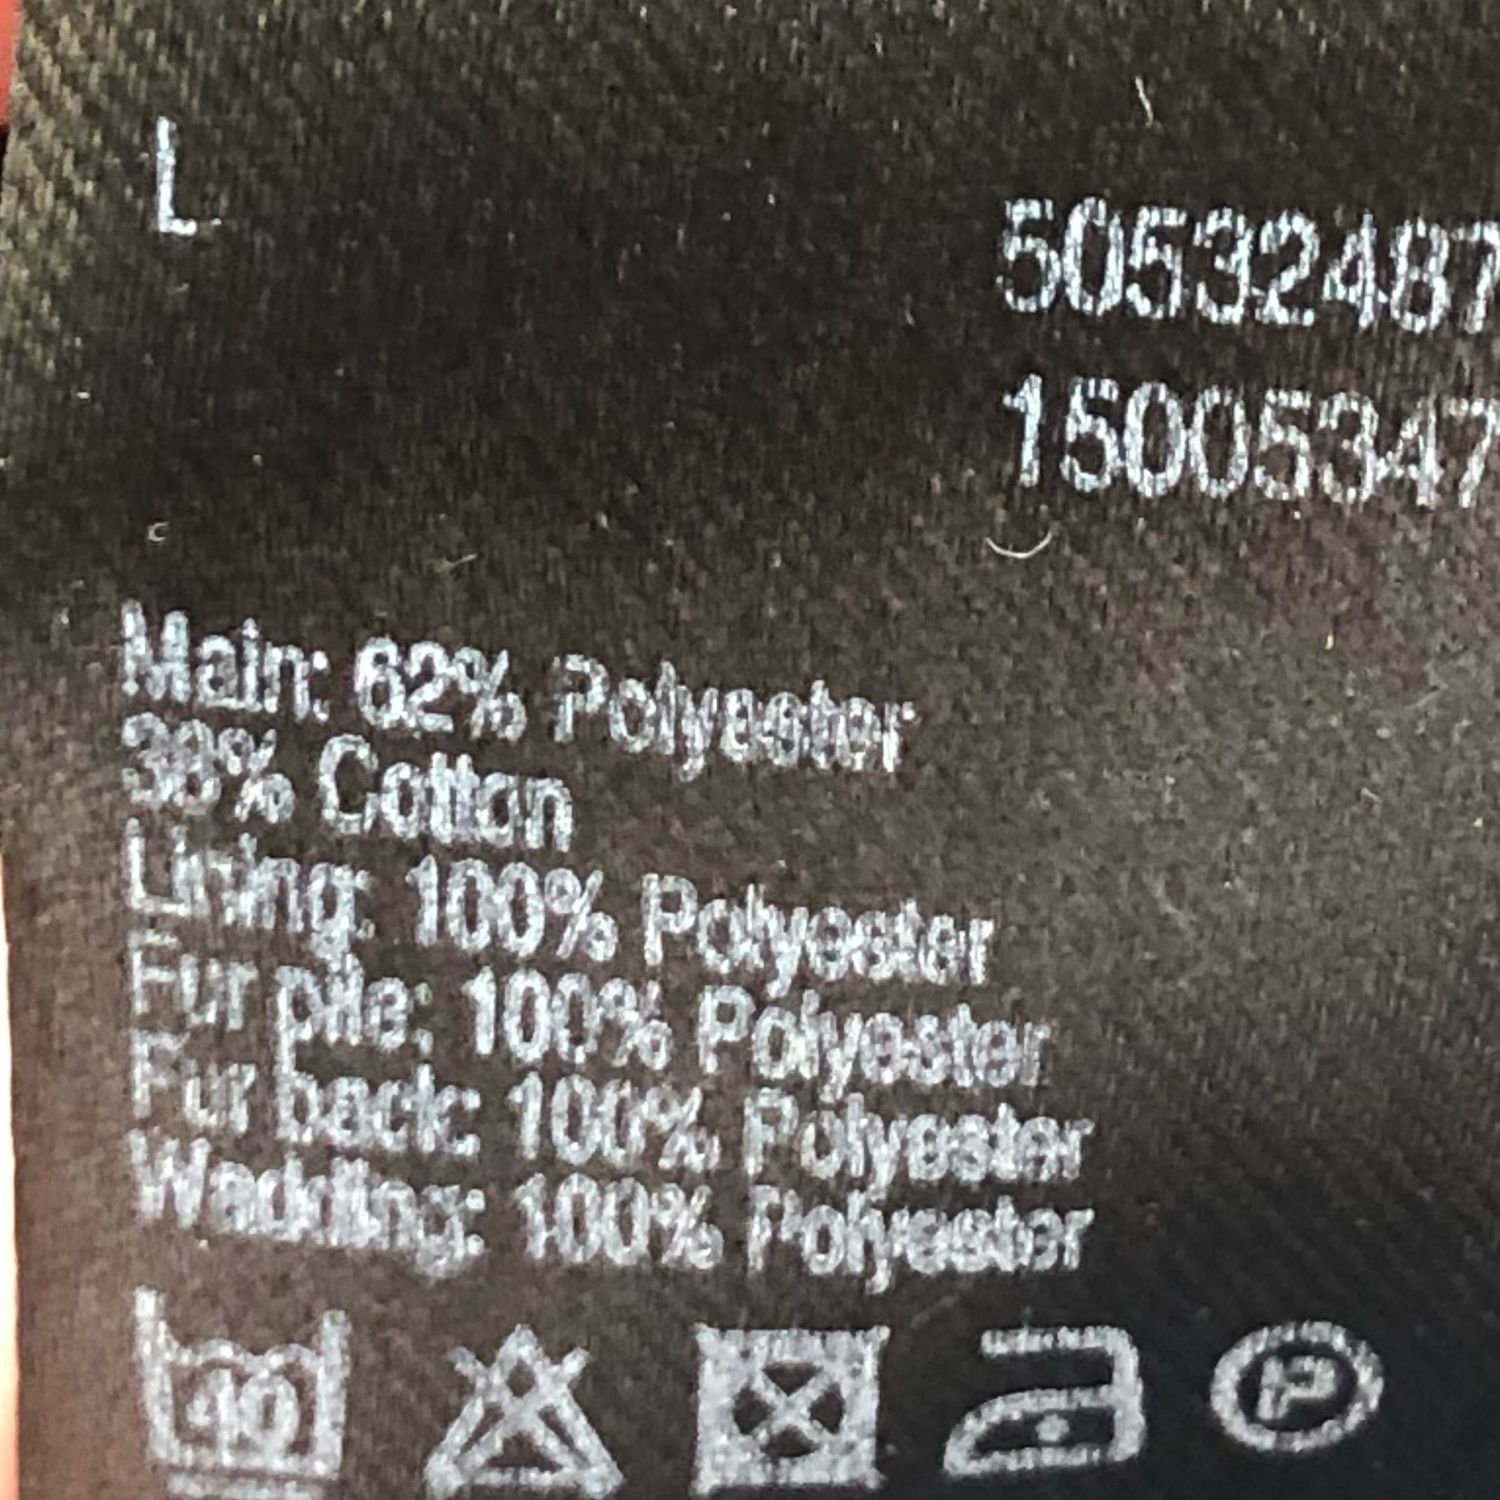 L
50532487
15005347
Main: 62% Polyester
38% Cotton
Lining: 100% Polyester
Fur pile: 100% Polyester
Fur back: 100% Polyester
Wadding: 100% Polyester
40
P